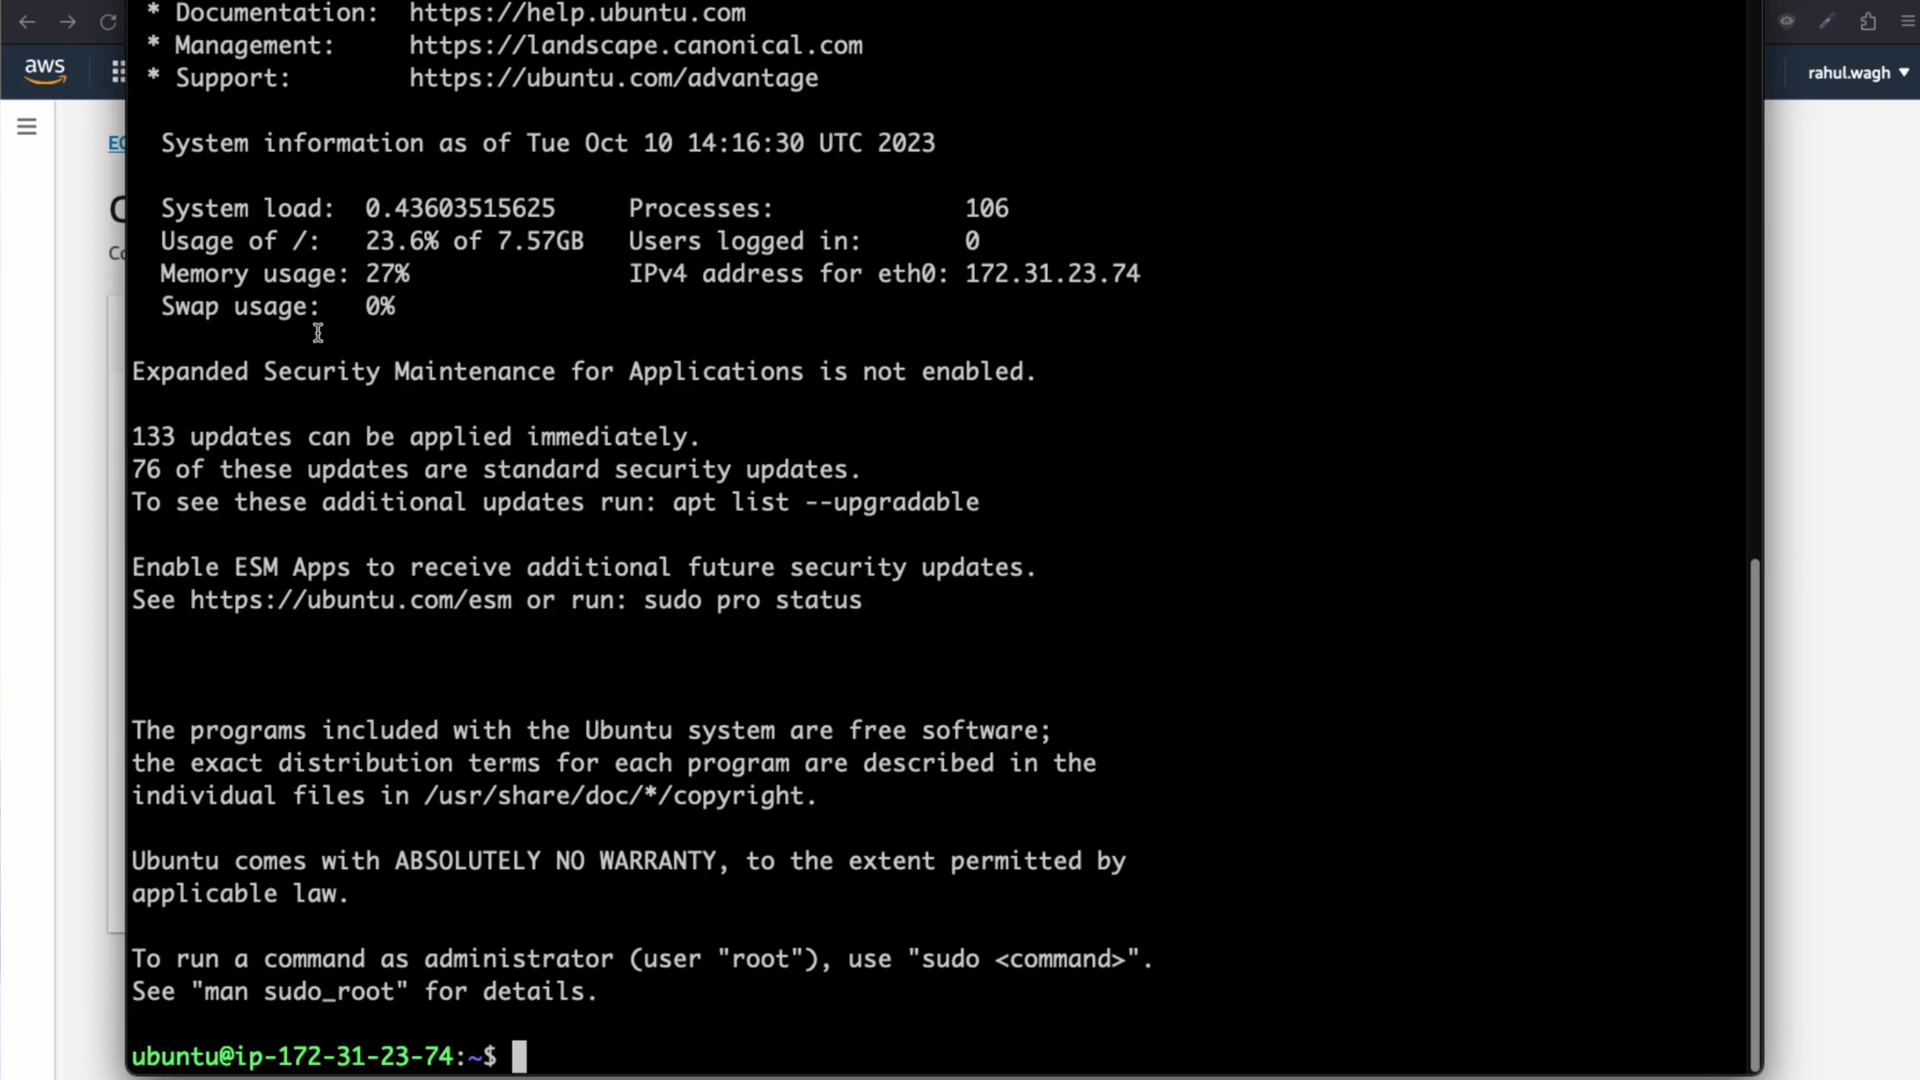 * Documentation:  https://help.ubuntu.com
* Management:     https://landscape.canonical.com
* Support:        https://ubuntu.com/advantage
aws
rahul.wagh
System information as of Tue Oct 10 14:16:30 UTC 2023
System load:  0.43603515625     Processes:             106
Usage of /:   23.6% of 7.57GB   Users logged in:       0
Memory usage: 27%               IPv4 address for eth0: 172.31.23.74
Swap usage:   0%
Expanded Security Maintenance for Applications is not enabled.
133 updates can be applied immediately.
76 of these updates are standard security updates.
To see these additional updates run: apt list --upgradable
Enable ESM Apps to receive additional future security updates.
See https://ubuntu.com/esm or run: sudo pro status
The programs included with the Ubuntu system are free software;
the exact distribution terms for each program are described in the
individual files in /usr/share/doc/*/copyright.
Ubuntu comes with ABSOLUTELY NO WARRANTY, to the extent permitted by
applicable law.
To run a command as administrator (user "root"), use "sudo <command>".
See "man sudo_root" for details.
ubuntu@ip-172-31-23-74:~$